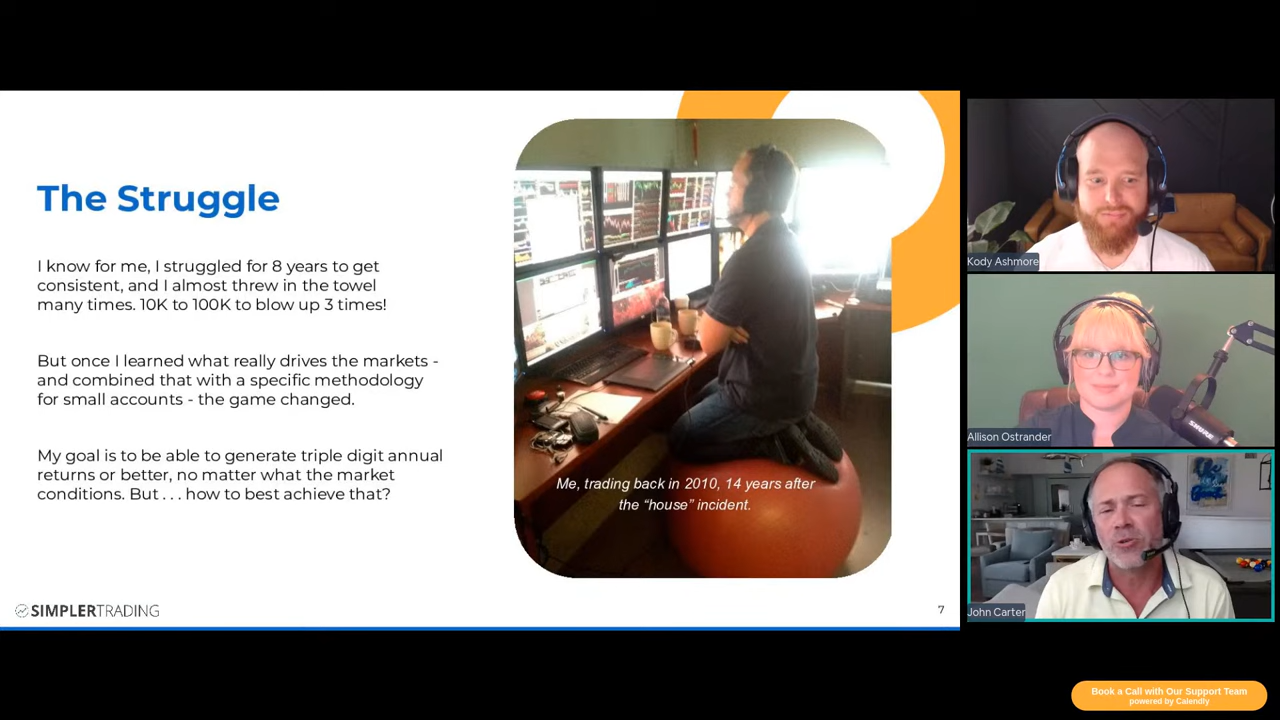 The Struggle
I know for me, I struggled for 8 years to get
consistent, and I almost threw in the towel
many times. 10K to 100K to blow up 3 times!
But once I learned what really drives the markets -
and combined that with a specific methodology
for small accounts - the game changed.
My goal is to be able to generate triple digit annual
returns or better, no matter what the market
conditions. But . . . how to best achieve that?
Me, trading back in 2010, 14 years after
the “house” incident.
SIMPLERTRADING
7
Kody Ashmore
Allison Ostrander
SHURE
John Carter
Book a Call with Our Support Team
powered by Calendly